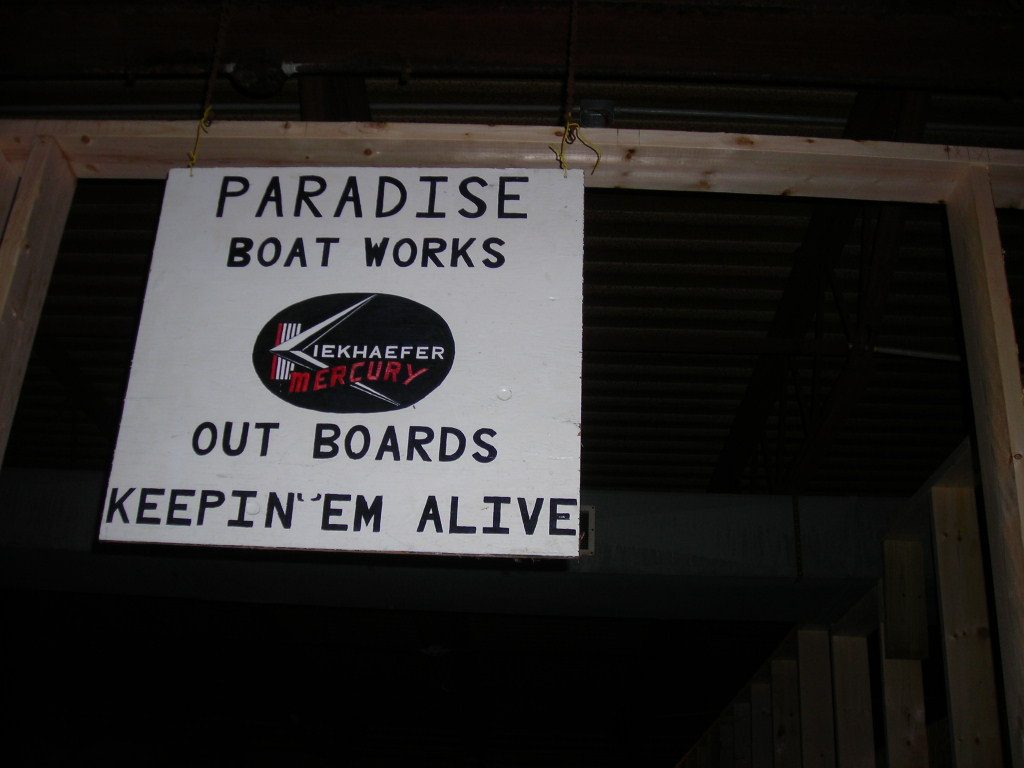 PARADISE
BOAT WORKS
KIEKHAEFER
MERCURY
OUT BOARDS
KEEPIN' 'EM ALIVE